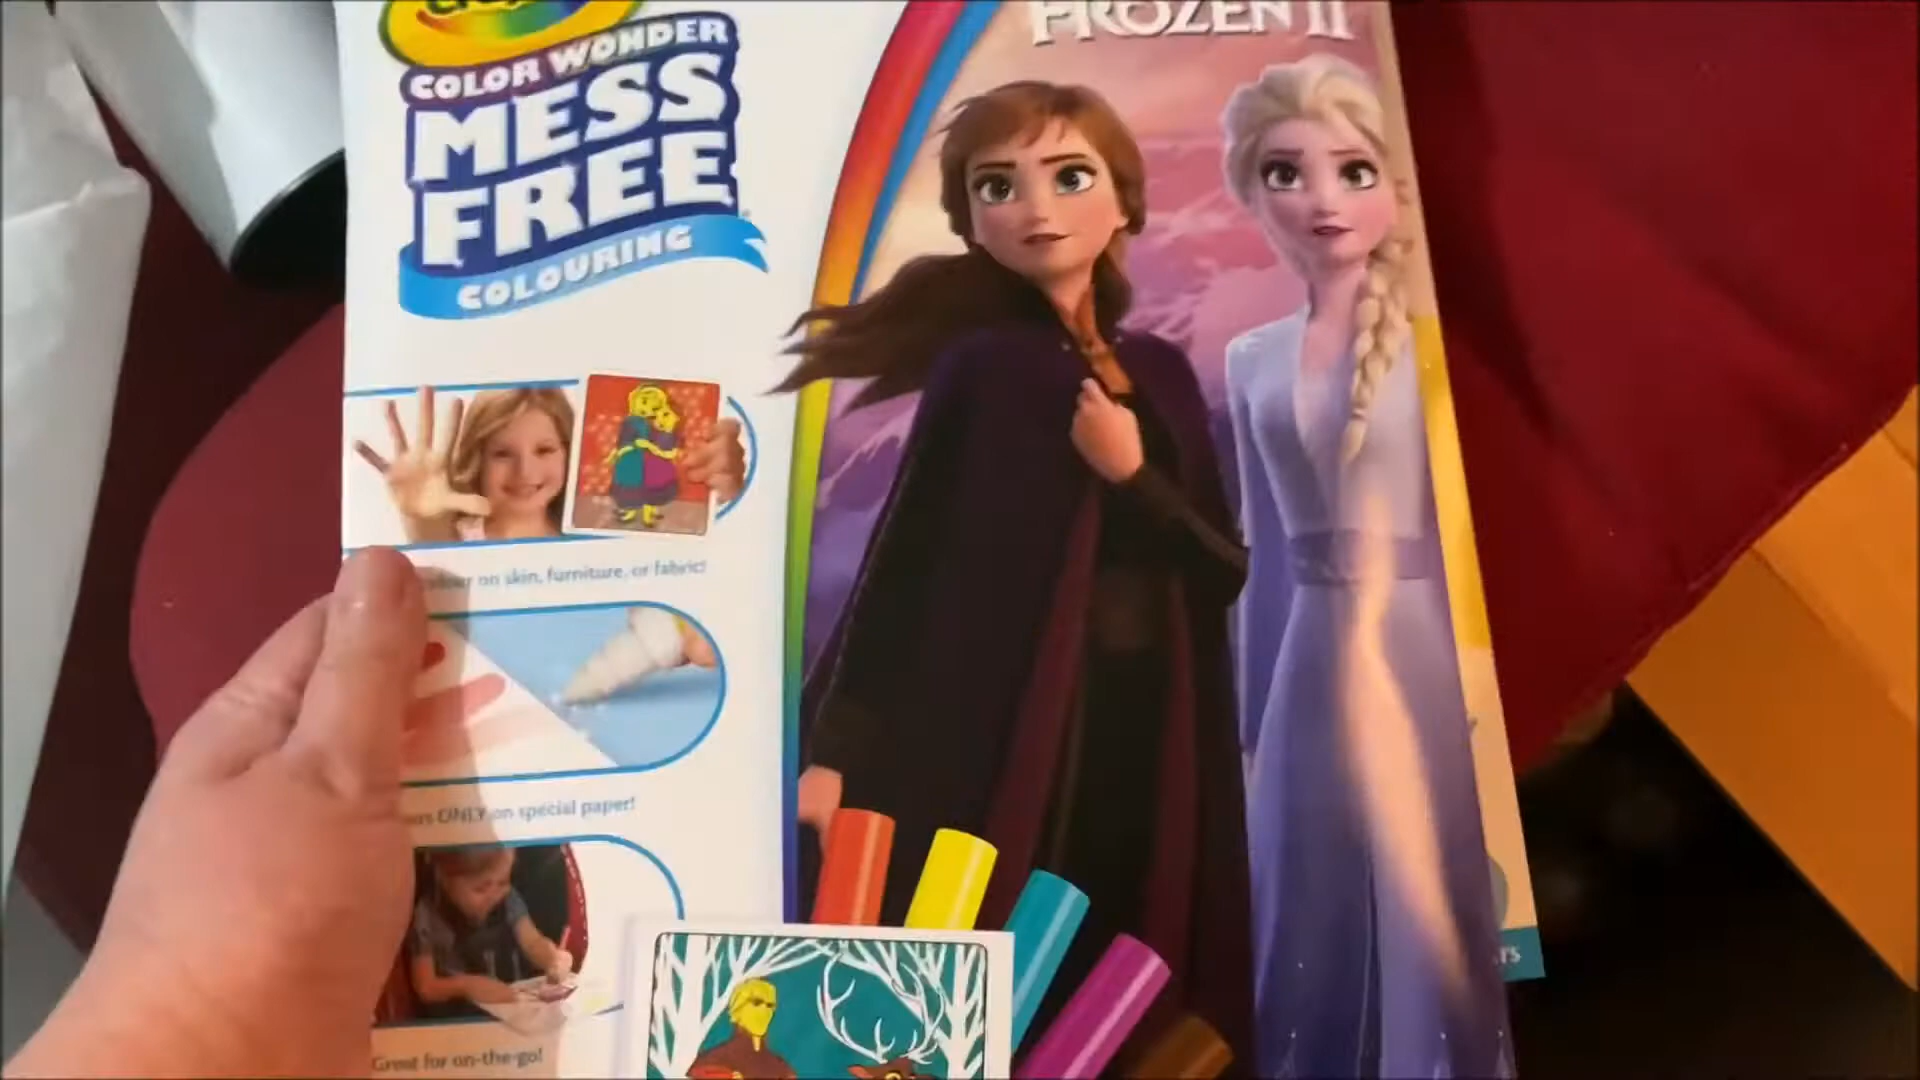 COLOR WONDER
MESS
FREE
COLOURING
FROZEN II
on skin, furniture, or fabric!
ONLY on special paper!
Great for on-the-go!